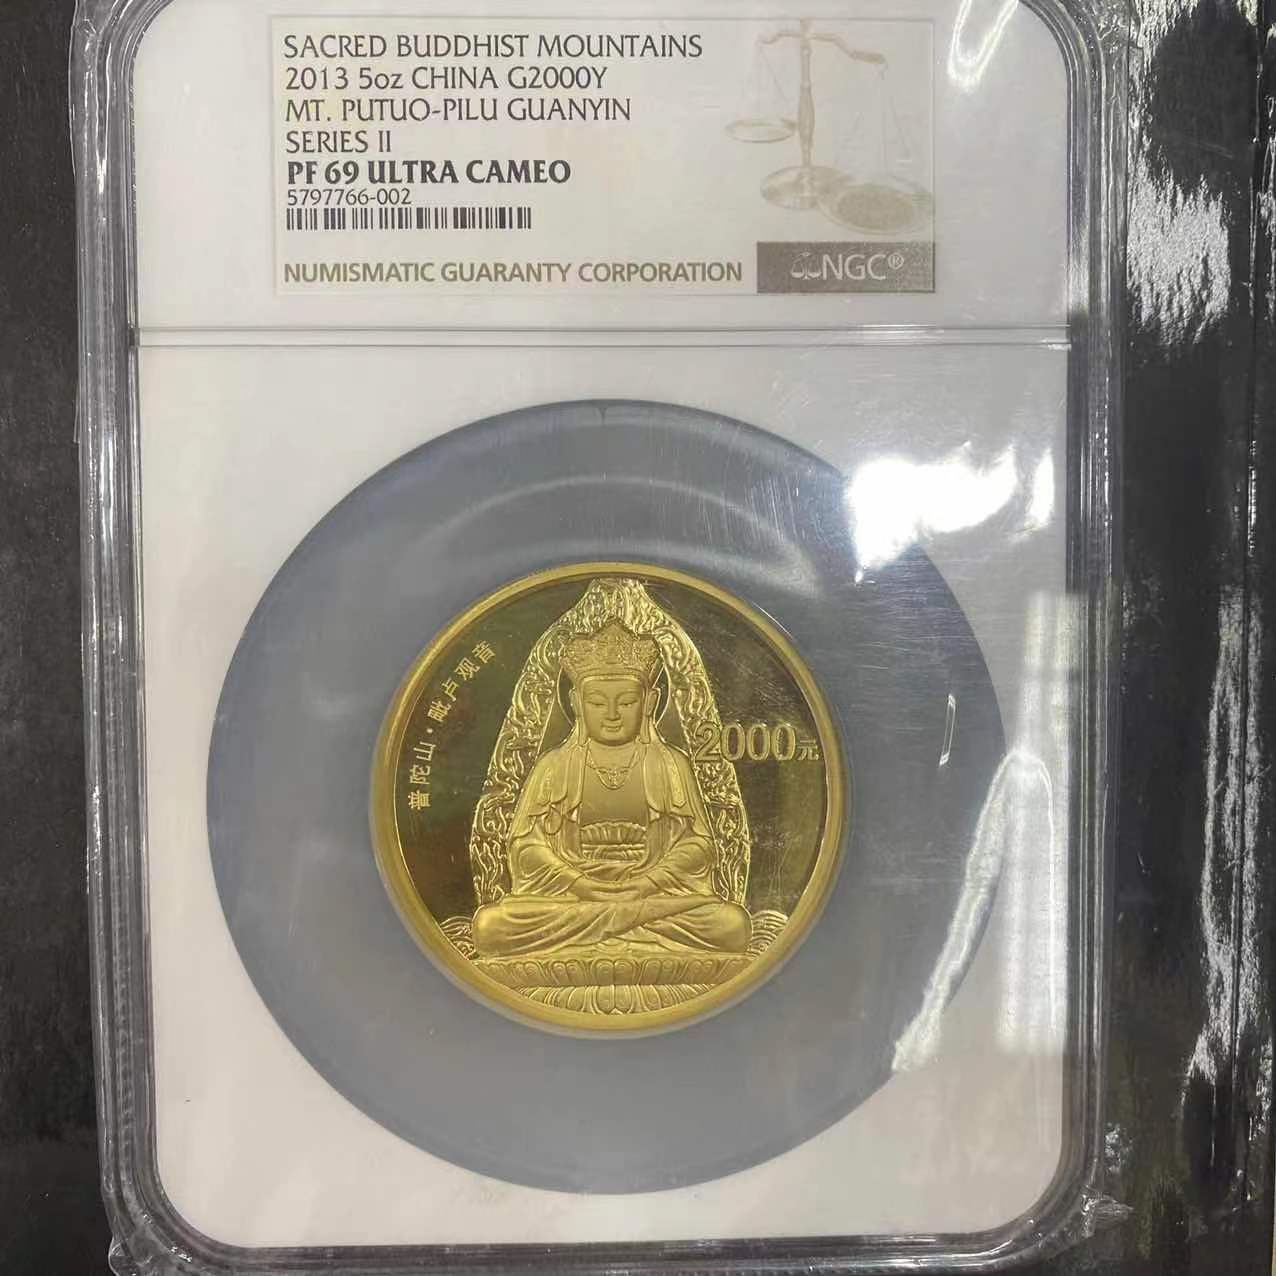 SACRED BUDDHIST MOUNTAINS
2013 5oz CHINA G2000Y
MT. PUTUO-PILU GUANYIN
SERIES II
PF 69 ULTRA CAMEO
5797766-002
NUMISMATIC GUARANTY CORPORATION
NGC®
普陀山·毗卢观音
2000元